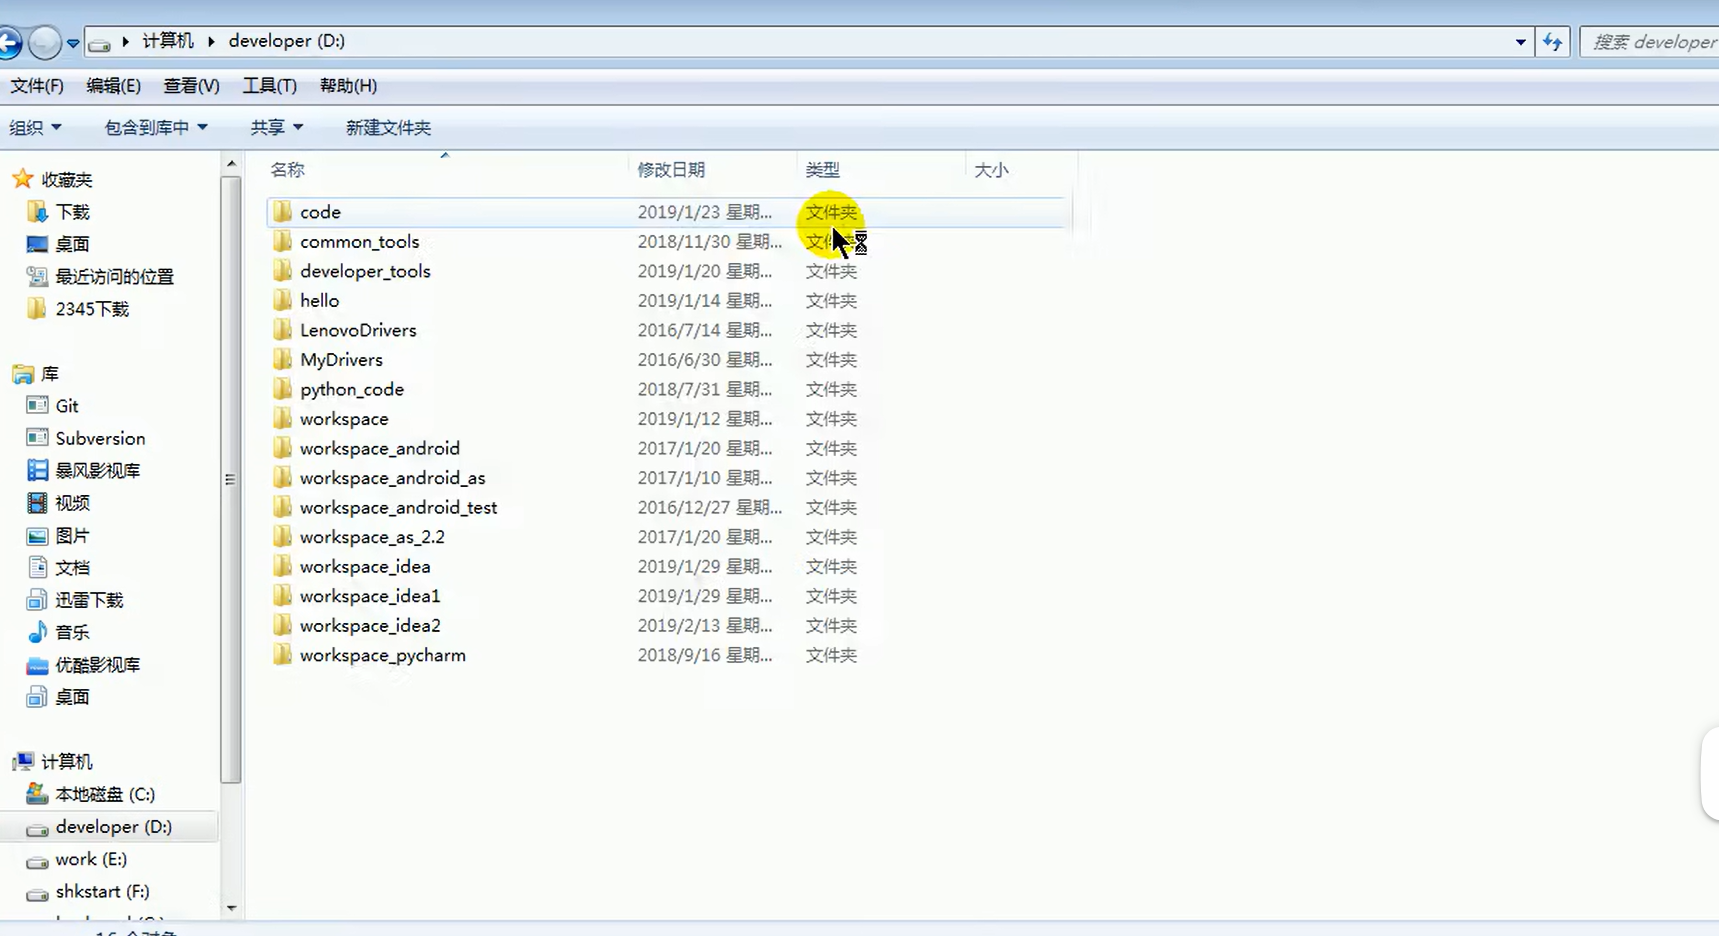 计算机 developer (D:)
搜索 developer
文件(F) 编辑(E) 查看(V) 工具(T) 帮助(H)
组织 包含到库中 共享 新建文件夹
收藏夹
下载
桌面
最近访问的位置
2345下载
库
Git
Subversion
暴风影视库
视频
图片
文档
迅雷下载
音乐
优酷影视库
桌面
计算机
本地磁盘 (C:)
developer (D:)
work (E:)
shkstart (F:)
名称 修改日期 类型 大小
code 2019/1/23 星期... 文件夹
common_tools 2018/11/30 星期... 文件夹
developer_tools 2019/1/20 星期... 文件夹
hello 2019/1/14 星期... 文件夹
LenovoDrivers 2016/7/14 星期... 文件夹
MyDrivers 2016/6/30 星期... 文件夹
python_code 2018/7/31 星期... 文件夹
workspace 2019/1/12 星期... 文件夹
workspace_android 2017/1/20 星期... 文件夹
workspace_android_as 2017/1/10 星期... 文件夹
workspace_android_test 2016/12/27 星期... 文件夹
workspace_as_2.2 2017/1/20 星期... 文件夹
workspace_idea 2019/1/29 星期... 文件夹
workspace_idea1 2019/1/29 星期... 文件夹
workspace_idea2 2019/2/13 星期... 文件夹
workspace_pycharm 2018/9/16 星期... 文件夹
16 个对象